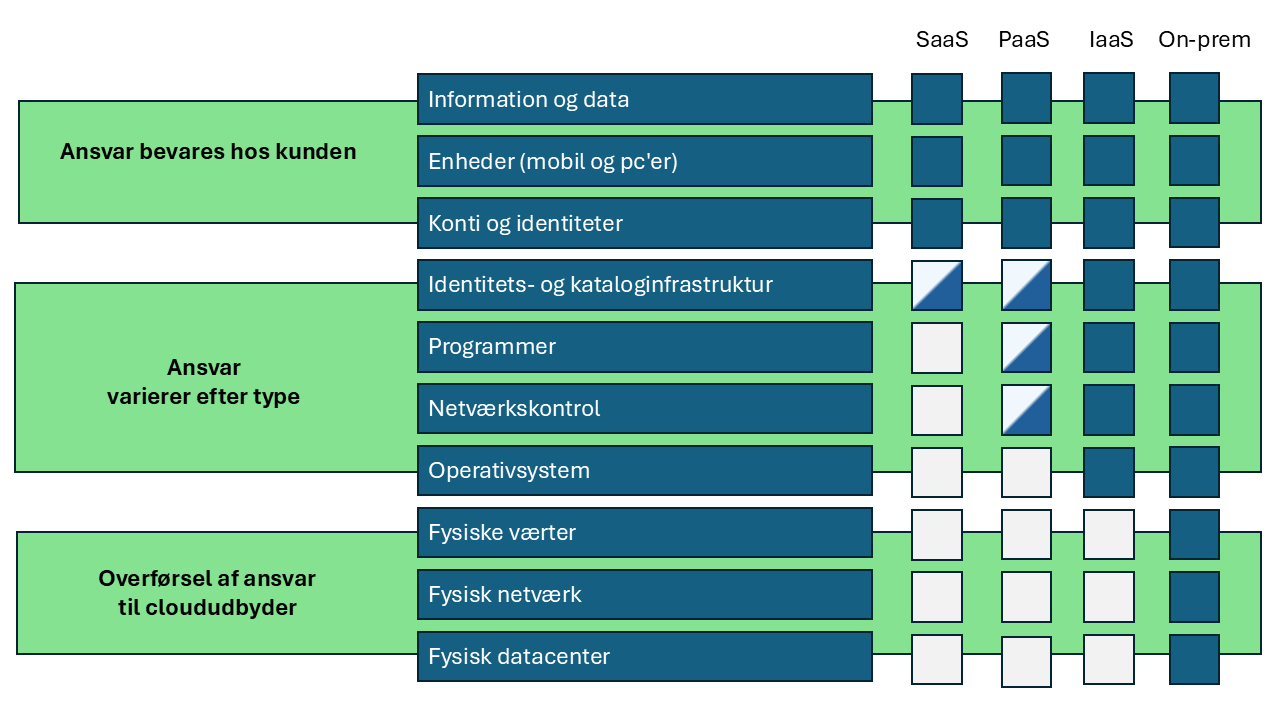 SaaS PaaS IaaS On-prem
Ansvar bevares hos kunden
Information og data
Enheder (mobil og pc'er)
Konti og identiteter
Ansvar
varierer efter type
Identitets- og kataloginfrastruktur
Programmer
Netværkskontrol
Operativsystem
Overførsel af ansvar
til cloududbyder
Fysiske værter
Fysisk netværk
Fysisk datacenter